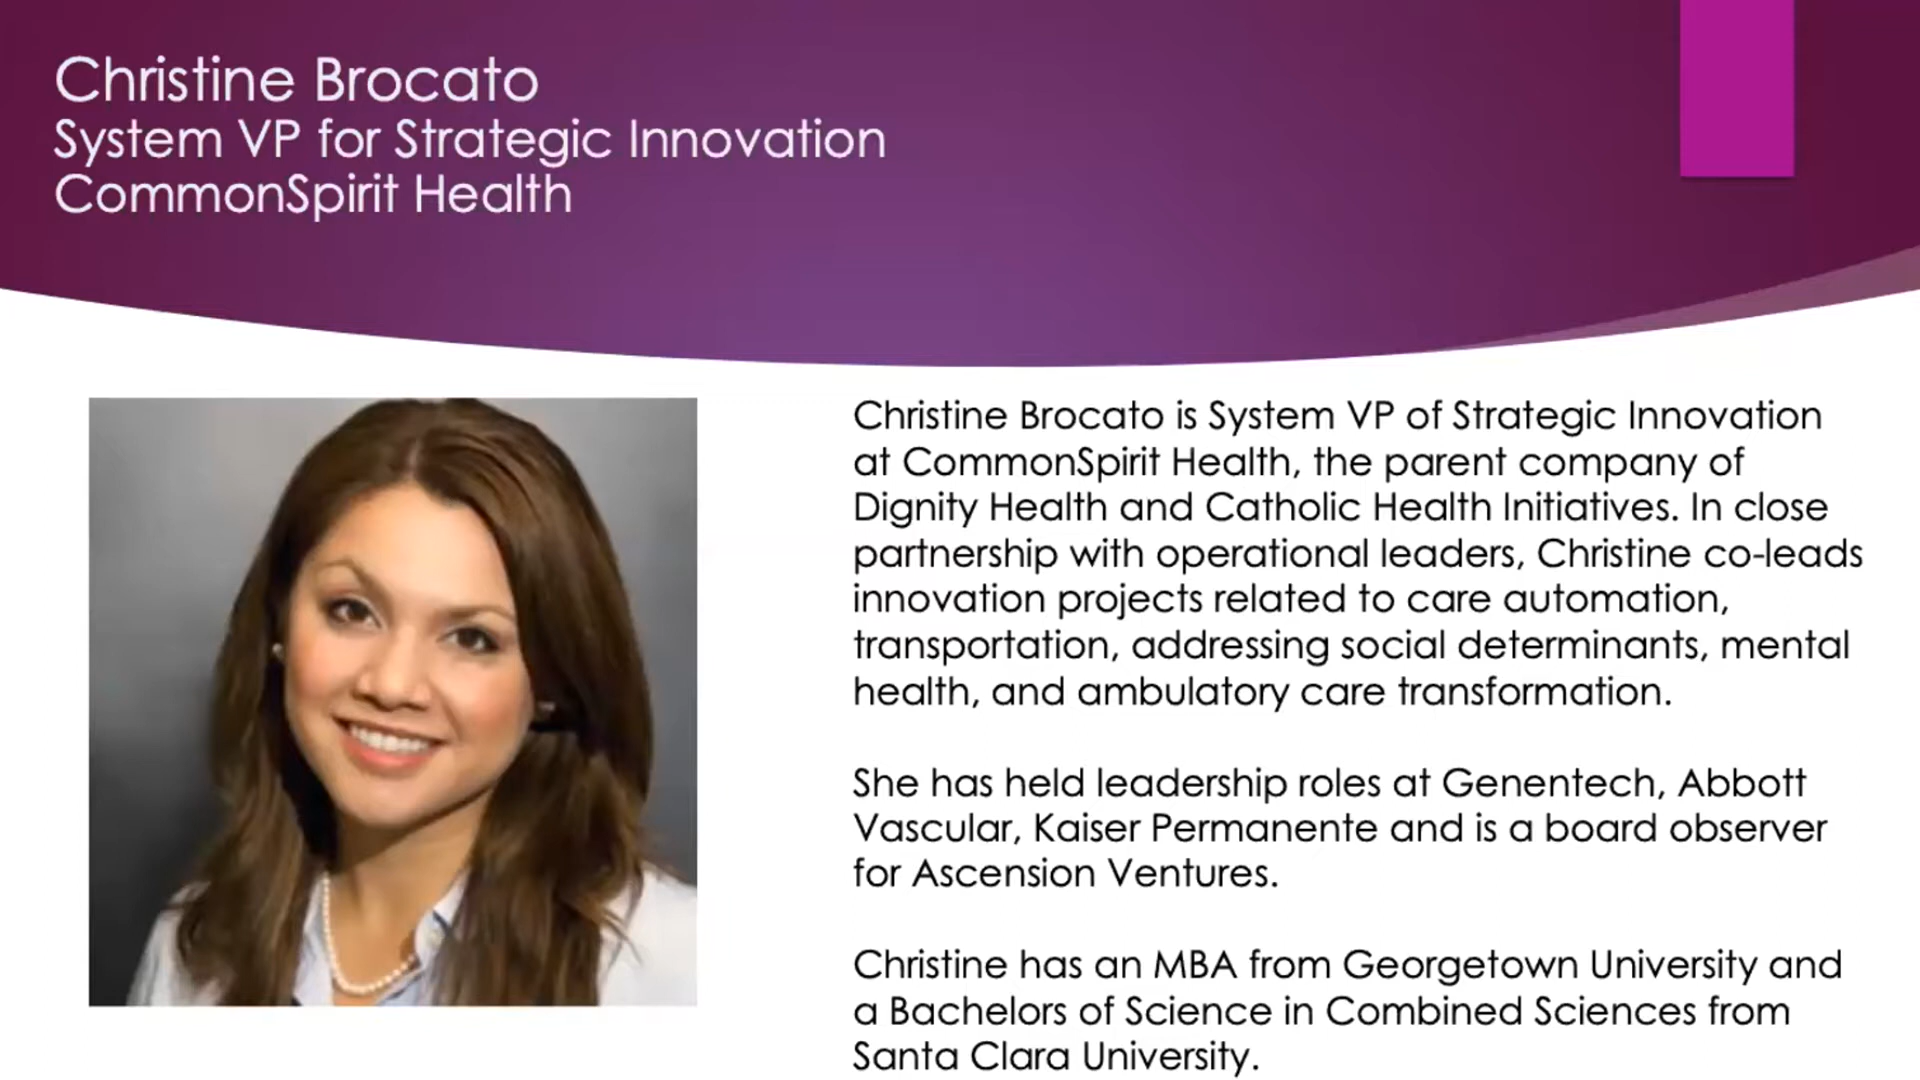 Christine Brocato
System VP for Strategic Innovation
CommonSpirit Health
Christine Brocato is System VP of Strategic Innovation
at CommonSpirit Health, the parent company of
Dignity Health and Catholic Health Initiatives. In close
partnership with operational leaders, Christine co-leads
innovation projects related to care automation,
transportation, addressing social determinants, mental
health, and ambulatory care transformation.
She has held leadership roles at Genentech, Abbott
Vascular, Kaiser Permanente and is a board observer
for Ascension Ventures.
Christine has an MBA from Georgetown University and
a Bachelors of Science in Combined Sciences from
Santa Clara University.